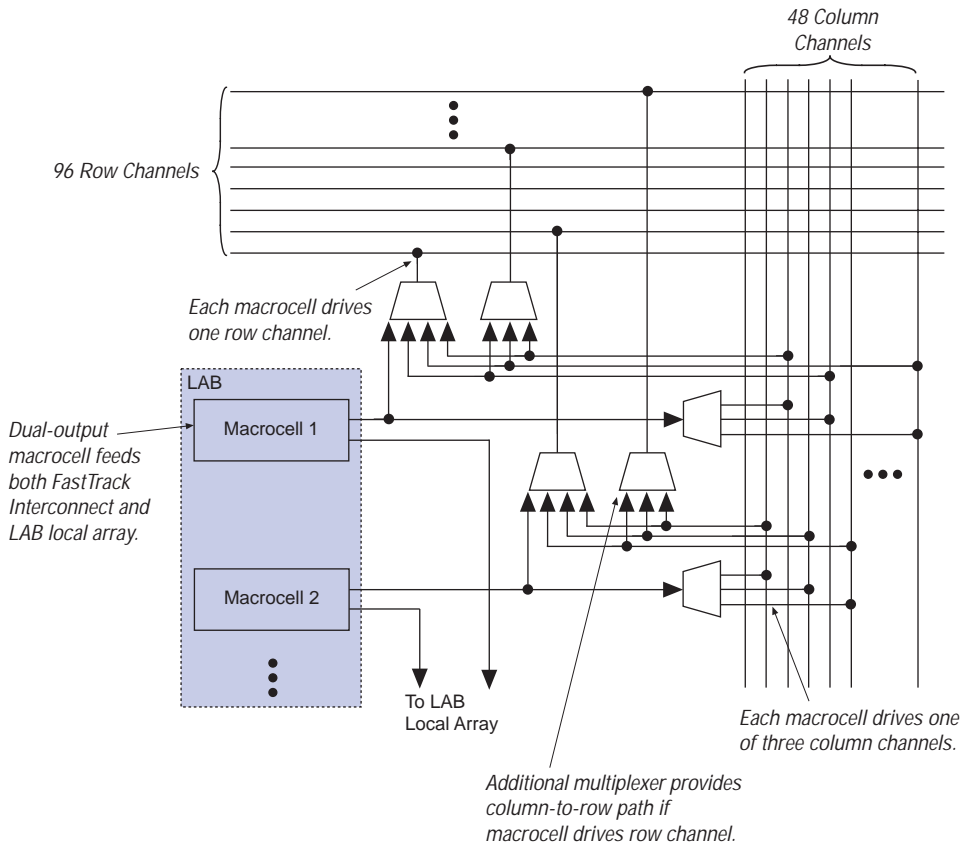 48 Column
Channels
96 Row Channels
Each macrocell drives
one row channel.
LAB
Macrocell 1
Dual-output
macrocell feeds
both FastTrack
Interconnect and
LAB local array.
Macrocell 2
To LAB
Local Array
Each macrocell drives one
of three column channels.
Additional multiplexer provides
column-to-row path if
macrocell drives row channel.